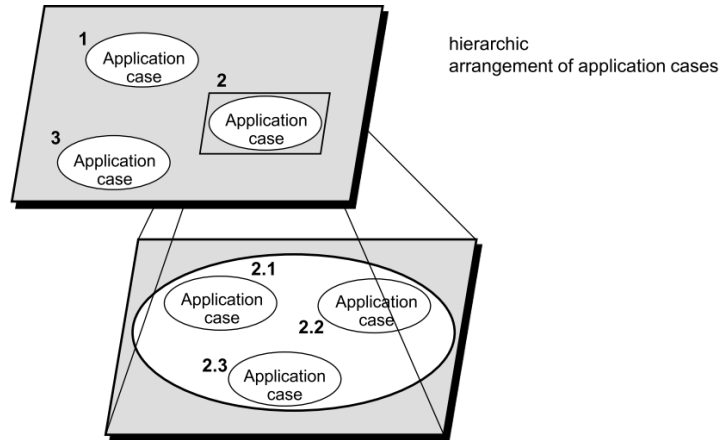 1
Application
case
hierarchic
arrangement of application cases
2
Application
case
3
Application
case
2.1
Application
case
Application
case
2.2
2.3
Application
case